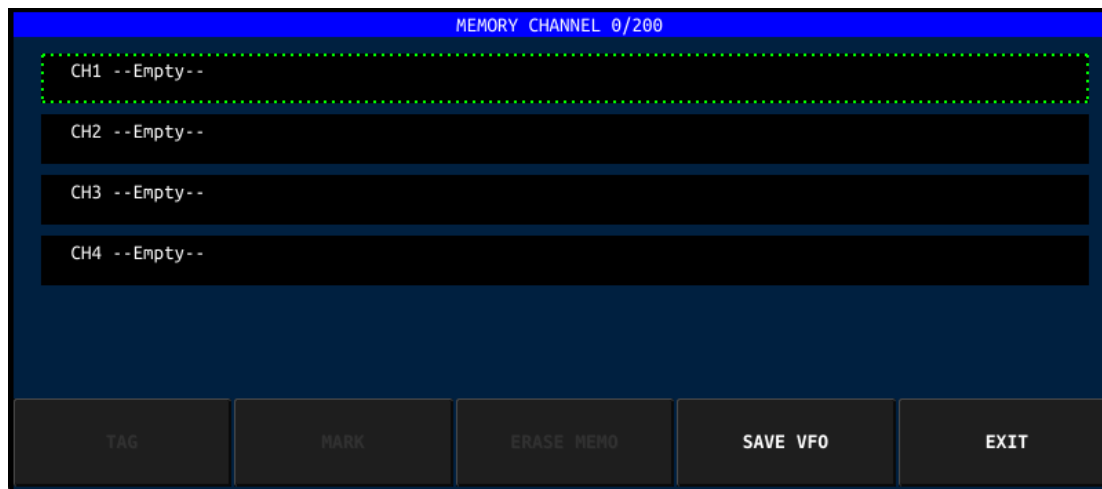 MEMORY CHANNEL 0/200
CH1 --Empty--
CH2 --Empty--
CH3 --Empty--
CH4 --Empty--
TAG MARK ERASE MEMO SAVE VFO EXIT